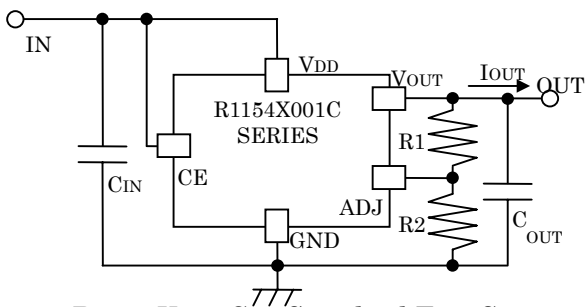 IN
VDD
VOUT
IOUT
OUT
R1154X001C
SERIES
R1
CIN
CE
ADJ
R2
COUT
GND